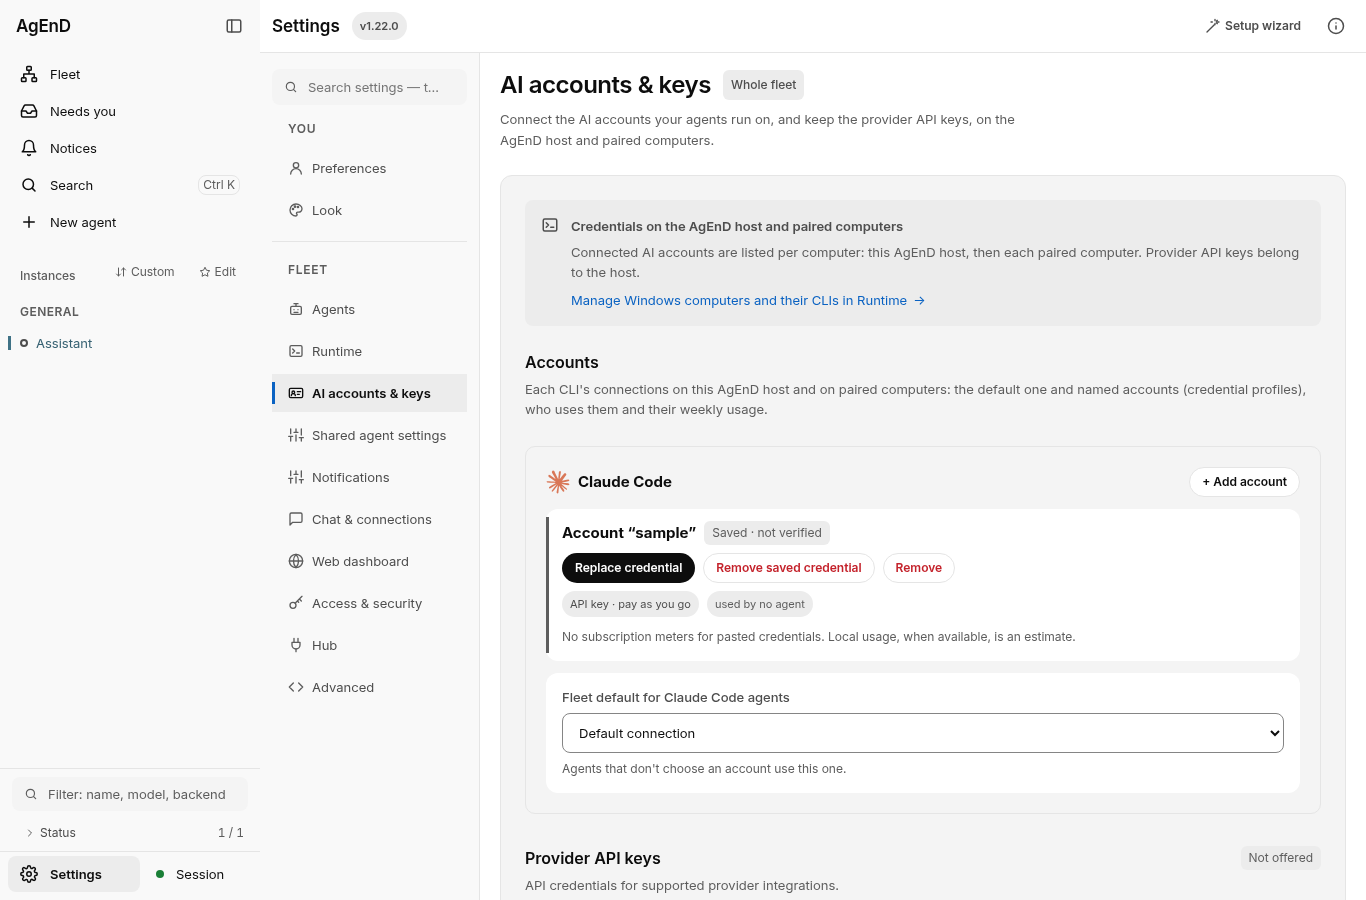 AgEnD
Fleet
Needs you
Notices
Search
Ctrl K
New agent
Instances
Custom
Edit
GENERAL
Assistant
Filter: name, model, backend
Status
1 / 1
Settings
Session
Settings
v1.22.0
Setup wizard
Search settings — t...
YOU
Preferences
Look
FLEET
Agents
Runtime
AI accounts & keys
Shared agent settings
Notifications
Chat & connections
Web dashboard
Access & security
Hub
Advanced
AI accounts & keys
Whole fleet
Connect the AI accounts your agents run on, and keep the provider API keys, on the
AgEnD host and paired computers.
Credentials on the AgEnD host and paired computers
Connected AI accounts are listed per computer: this AgEnD host, then each paired computer. Provider API keys belong
to the host.
Manage Windows computers and their CLIs in Runtime →
Accounts
Each CLI's connections on this AgEnD host and on paired computers: the default one and named accounts (credential profiles),
who uses them and their weekly usage.
Claude Code
+ Add account
Account “sample”
Saved · not verified
Replace credential
Remove saved credential
Remove
API key · pay as you go
used by no agent
No subscription meters for pasted credentials. Local usage, when available, is an estimate.
Fleet default for Claude Code agents
Default connection
Agents that don't choose an account use this one.
Provider API keys
Not offered
API credentials for supported provider integrations.